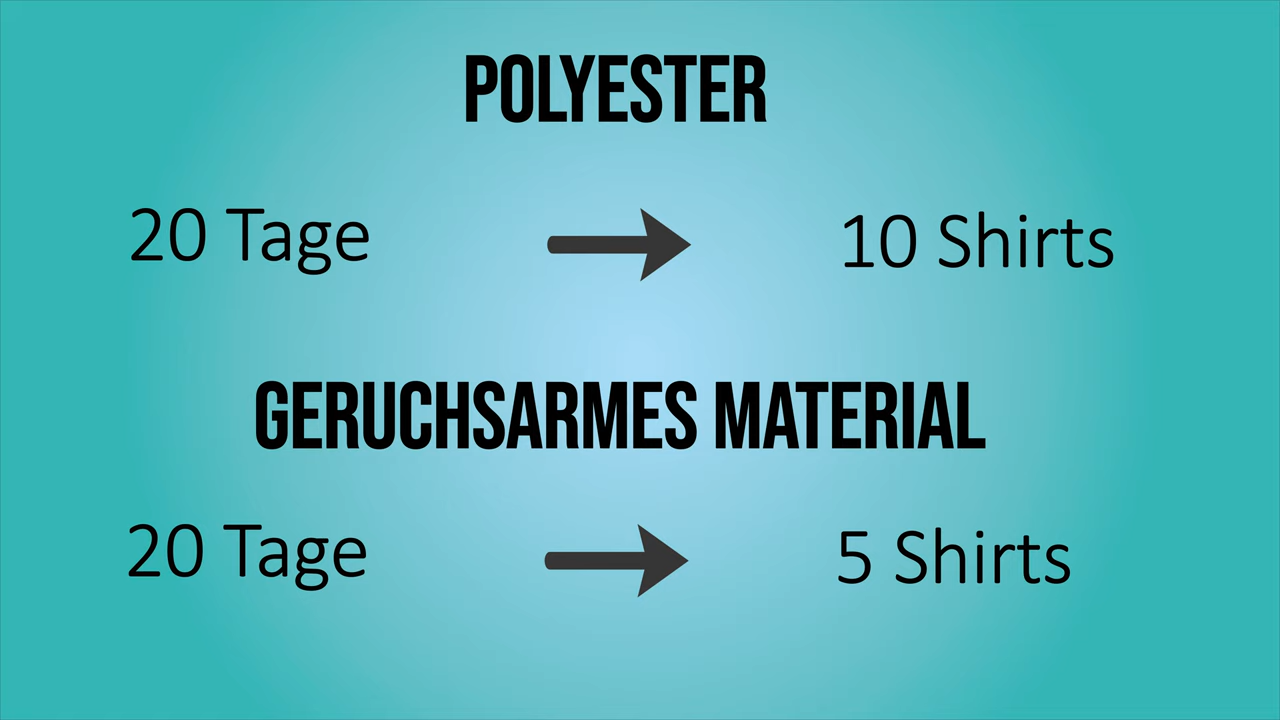 POLYESTER
20 Tage → 10 Shirts
GERUCHSARMES MATERIAL
20 Tage → 5 Shirts